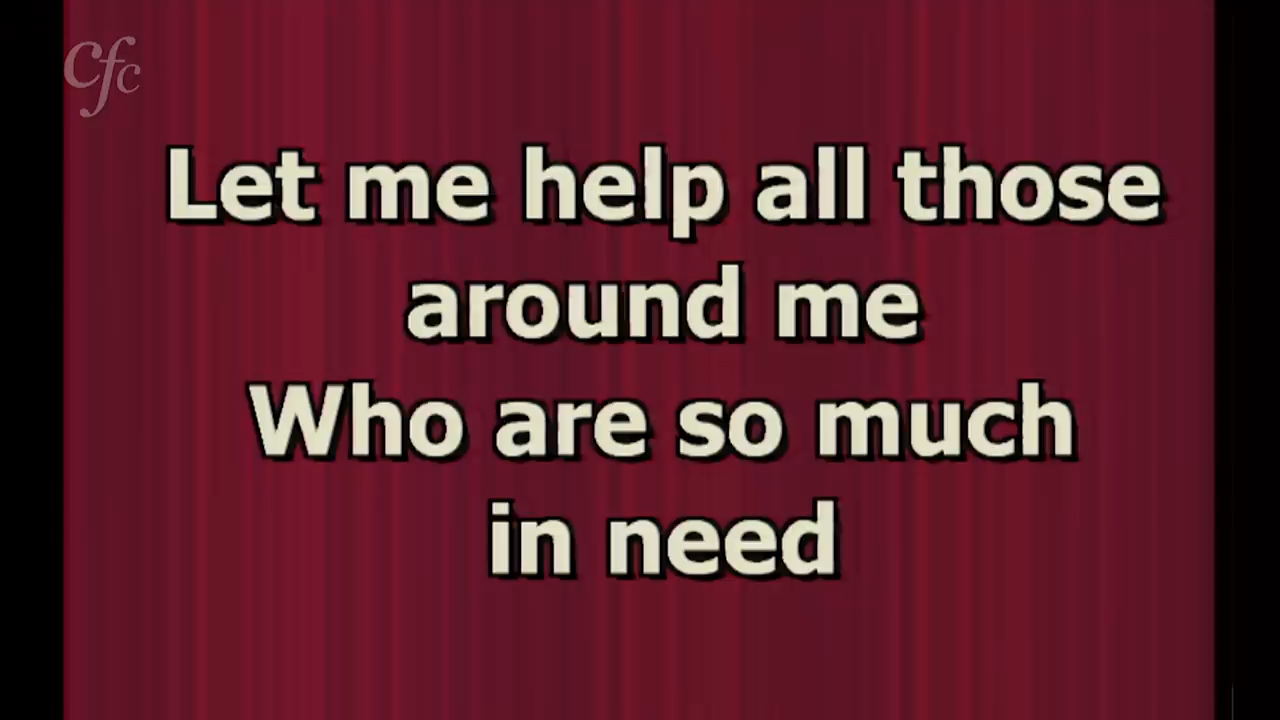 cfc
Let me help all those
around me
Who are so much
in need